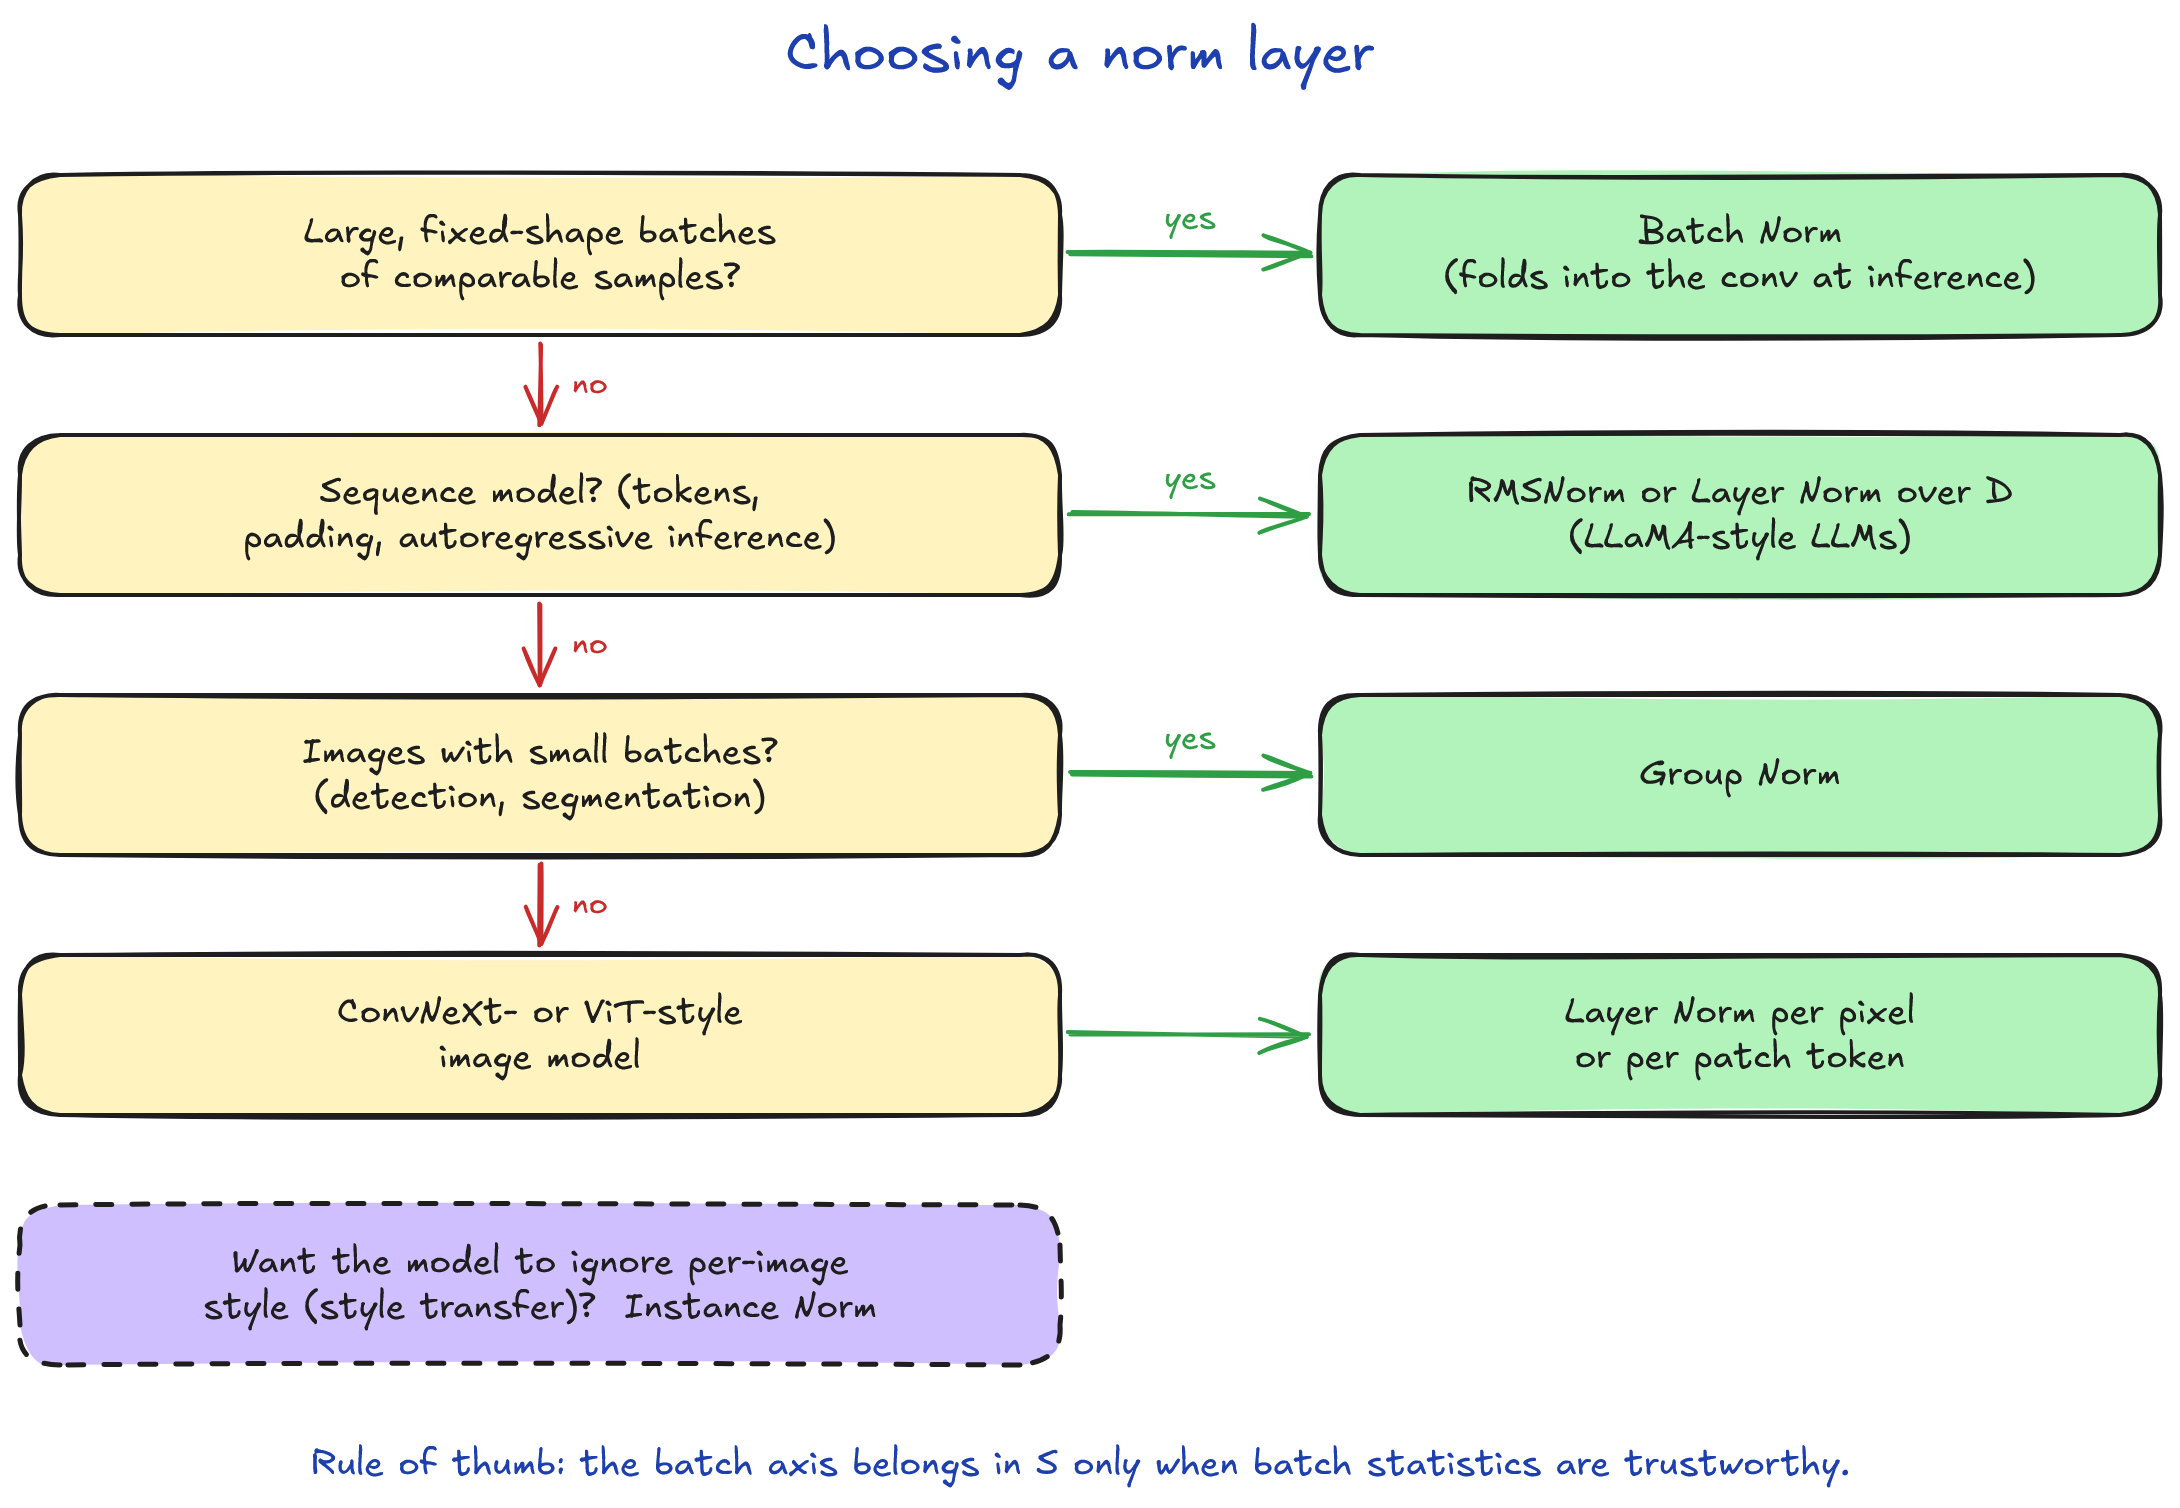 Choosing a norm layer
Large, fixed-shape batches
of comparable samples?
yes
Batch Norm
(folds into the conv at inference)
no
Sequence model? (tokens,
padding, autoregressive inference)
yes
RMSNorm or Layer Norm over D
(LLaMA-style LLMs)
no
Images with small batches?
(detection, segmentation)
yes
Group Norm
no
ConvNeXt- or ViT-style
image model
Layer Norm per pixel
or per patch token
Want the model to ignore per-image
style (style transfer)?  Instance Norm
Rule of thumb: the batch axis belongs in S only when batch statistics are trustworthy.